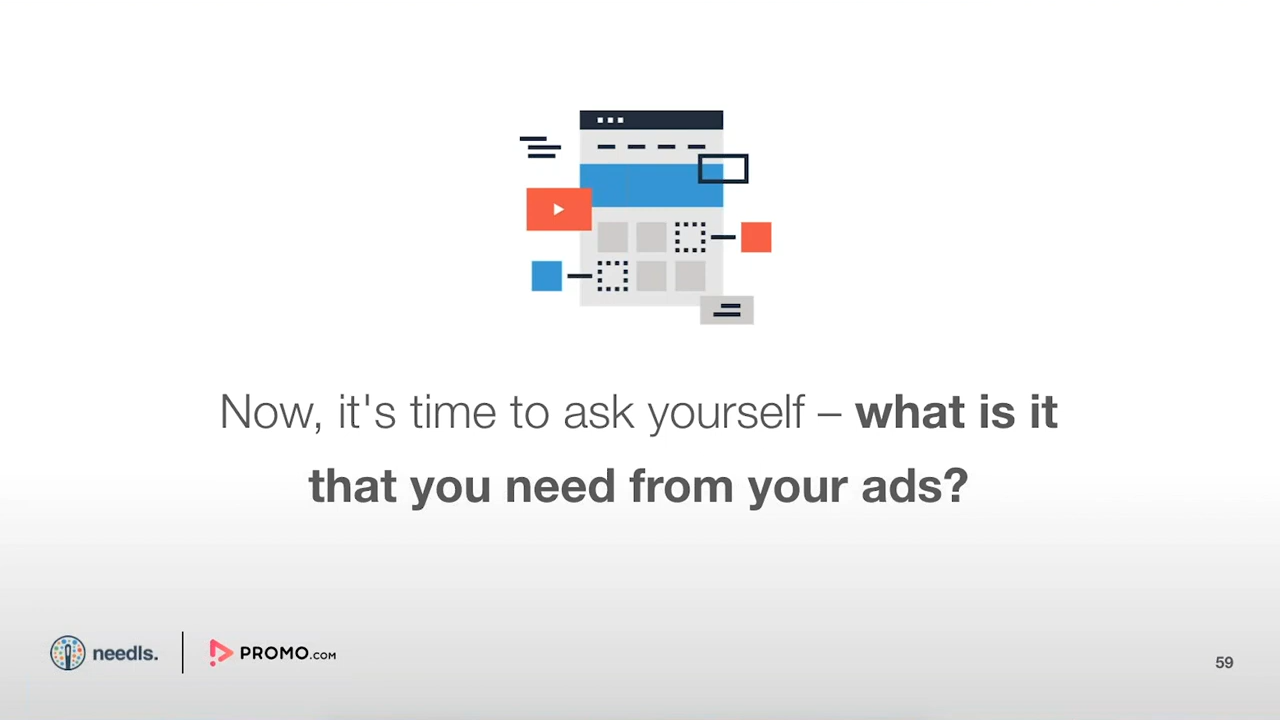 Now, it's time to ask yourself – what is it
that you need from your ads?
needls.
PROMO.COM
59